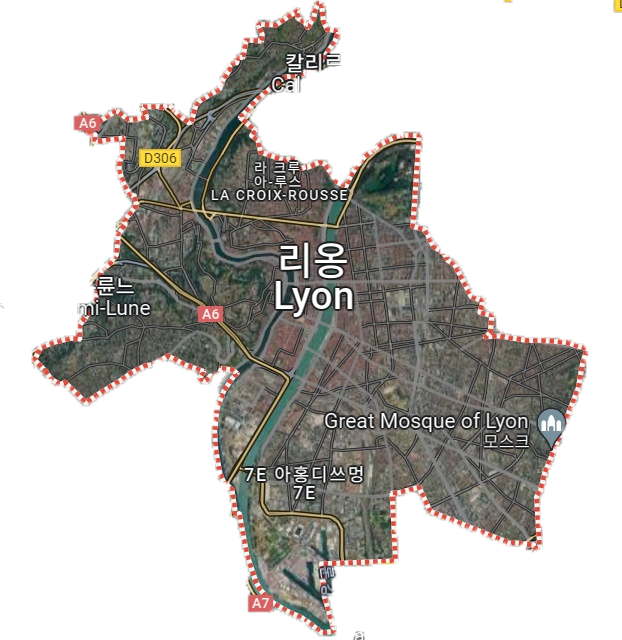 칼리르
Cal
A6
D306
라 크루
아-루스
LA CROIX-ROUSSE
리옹
Lyon
륀느
mi-Lune
A6
Great Mosque of Lyon
모스크
7E 아홍디쓰멍
7E
A7